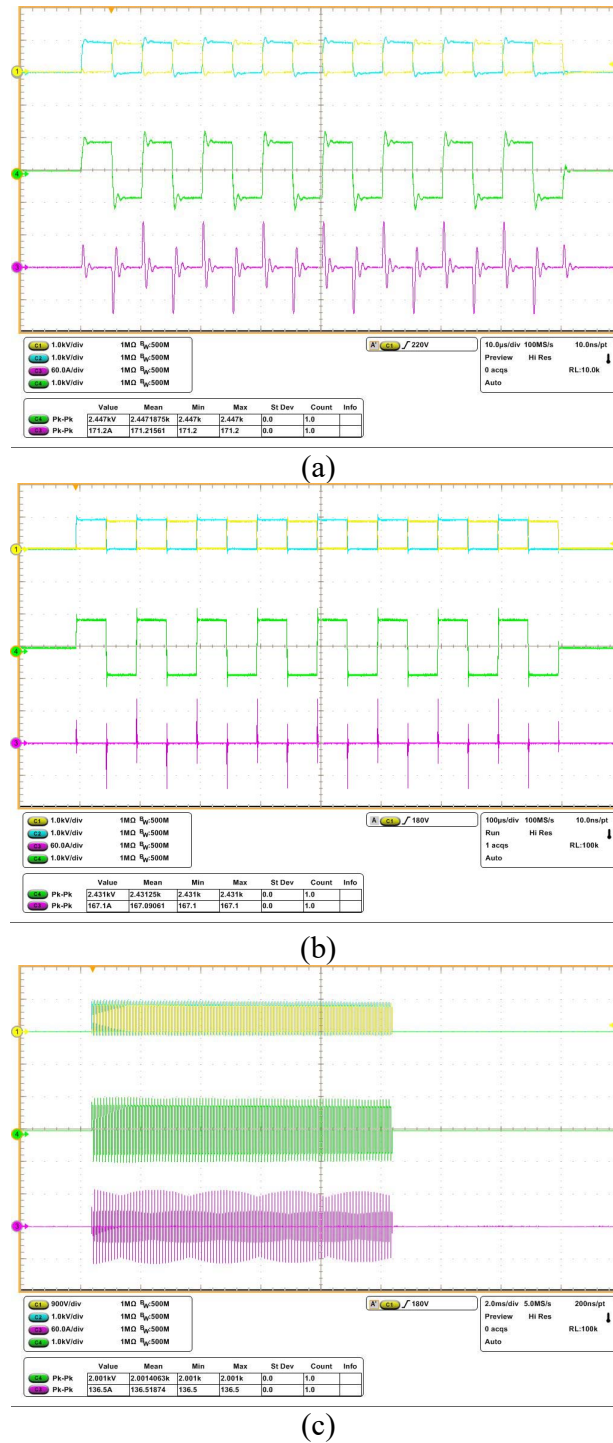 1
4
3
C1 1.0kV/div 1MΩ BW:500M
C2 1.0kV/div 1MΩ BW:500M
C3 60.0A/div 1MΩ BW:500M
C4 1.0kV/div 1MΩ BW:500M
A' C1 220V
10.0µs/div 100MS/s 10.0ns/pt
Preview Hi Res
0 acqs RL:10.0k
Auto
Value Mean Min Max St Dev Count Info
C4 Pk-Pk 2.447kV 2.4471875k 2.447k 2.447k 0.0 1.0
C3 Pk-Pk 171.2A 171.21561 171.2 171.2 0.0 1.0
(a)
1
4
3
C1 1.0kV/div 1MΩ BW:500M
C2 1.0kV/div 1MΩ BW:500M
C3 60.0A/div 1MΩ BW:500M
C4 1.0kV/div 1MΩ BW:500M
A C1 180V
100µs/div 100MS/s 10.0ns/pt
Run Hi Res
1 acqs RL:100k
Auto
Value Mean Min Max St Dev Count Info
C4 Pk-Pk 2.431kV 2.43125k 2.431k 2.431k 0.0 1.0
C3 Pk-Pk 167.1A 167.09061 167.1 167.1 0.0 1.0
(b)
1
4
3
C1 900V/div 1MΩ BW:500M
C2 1.0kV/div 1MΩ BW:500M
C3 60.0A/div 1MΩ BW:500M
C4 1.0kV/div 1MΩ BW:500M
A' C1 180V
2.0ms/div 5.0MS/s 200ns/pt
Preview Hi Res
0 acqs RL:100k
Auto
Value Mean Min Max St Dev Count Info
C4 Pk-Pk 2.001kV 2.0014063k 2.001k 2.001k 0.0 1.0
C3 Pk-Pk 136.5A 136.51874 136.5 136.5 0.0 1.0
(c)